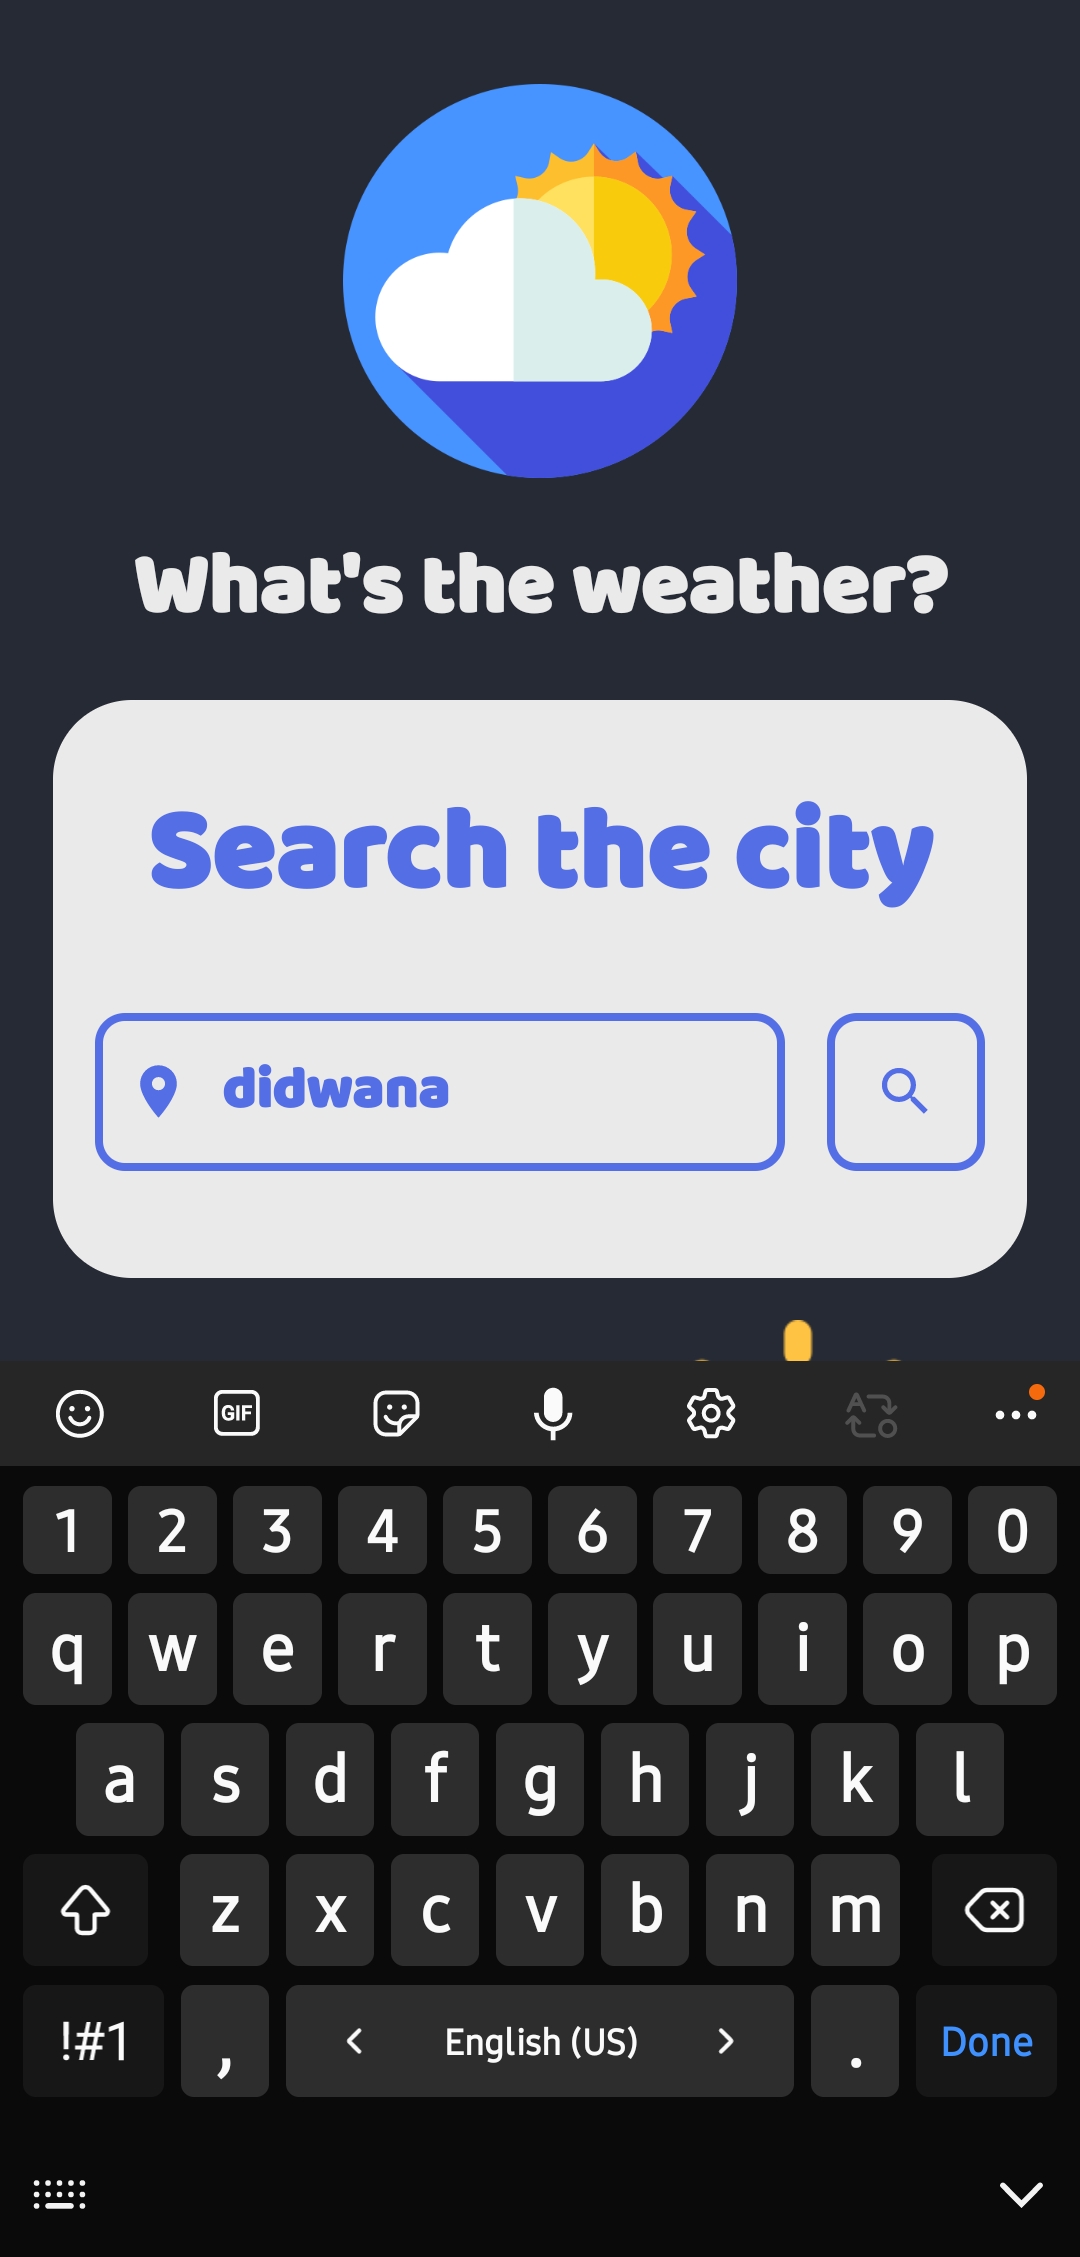 What's the weather?
Search the city
didwana
GIF
1 2 3 4 5 6 7 8 9 0
q w e r t y u i o p
a s d f g h j k l
z x c v b n m
!#1 , < English (US) > . Done